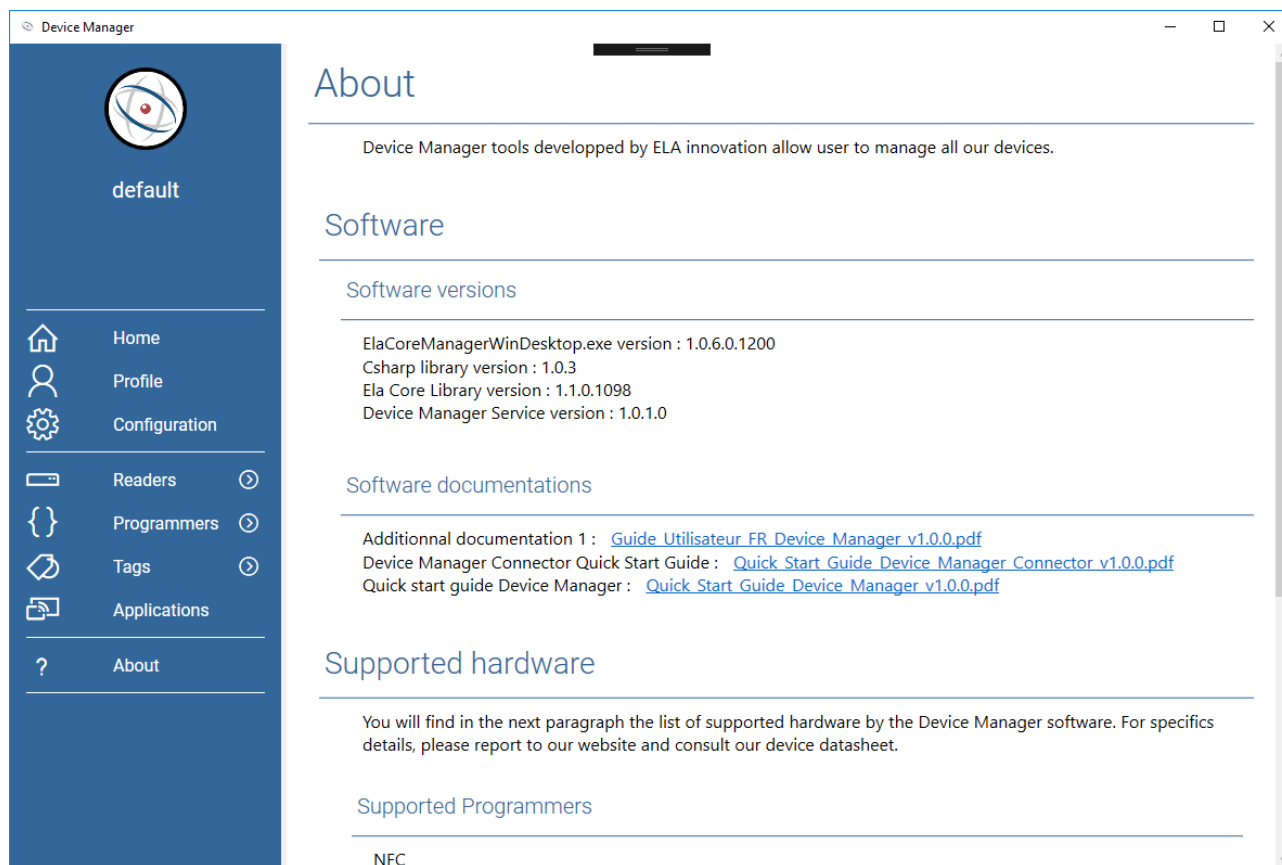 Device Manager
default
Home
Profile
Configuration
Readers
Programmers
Tags
Applications
? About
About
Device Manager tools developped by ELA innovation allow user to manage all our devices.
Software
Software versions
ElaCoreManagerWinDesktop.exe version : 1.0.6.0.1200
Csharp library version : 1.0.3
Ela Core Library version : 1.1.0.1098
Device Manager Service version : 1.0.1.0
Software documentations
Additionnal documentation 1 : Guide_Utilisateur_FR_Device_Manager_v1.0.0.pdf
Device Manager Connector Quick Start Guide : Quick_Start_Guide_Device_Manager_Connector_v1.0.0.pdf
Quick start guide Device Manager : Quick_Start_Guide_Device_Manager_v1.0.0.pdf
Supported hardware
You will find in the next paragraph the list of supported hardware by the Device Manager software. For specifics
details, please report to our website and consult our device datasheet.
Supported Programmers
NFC